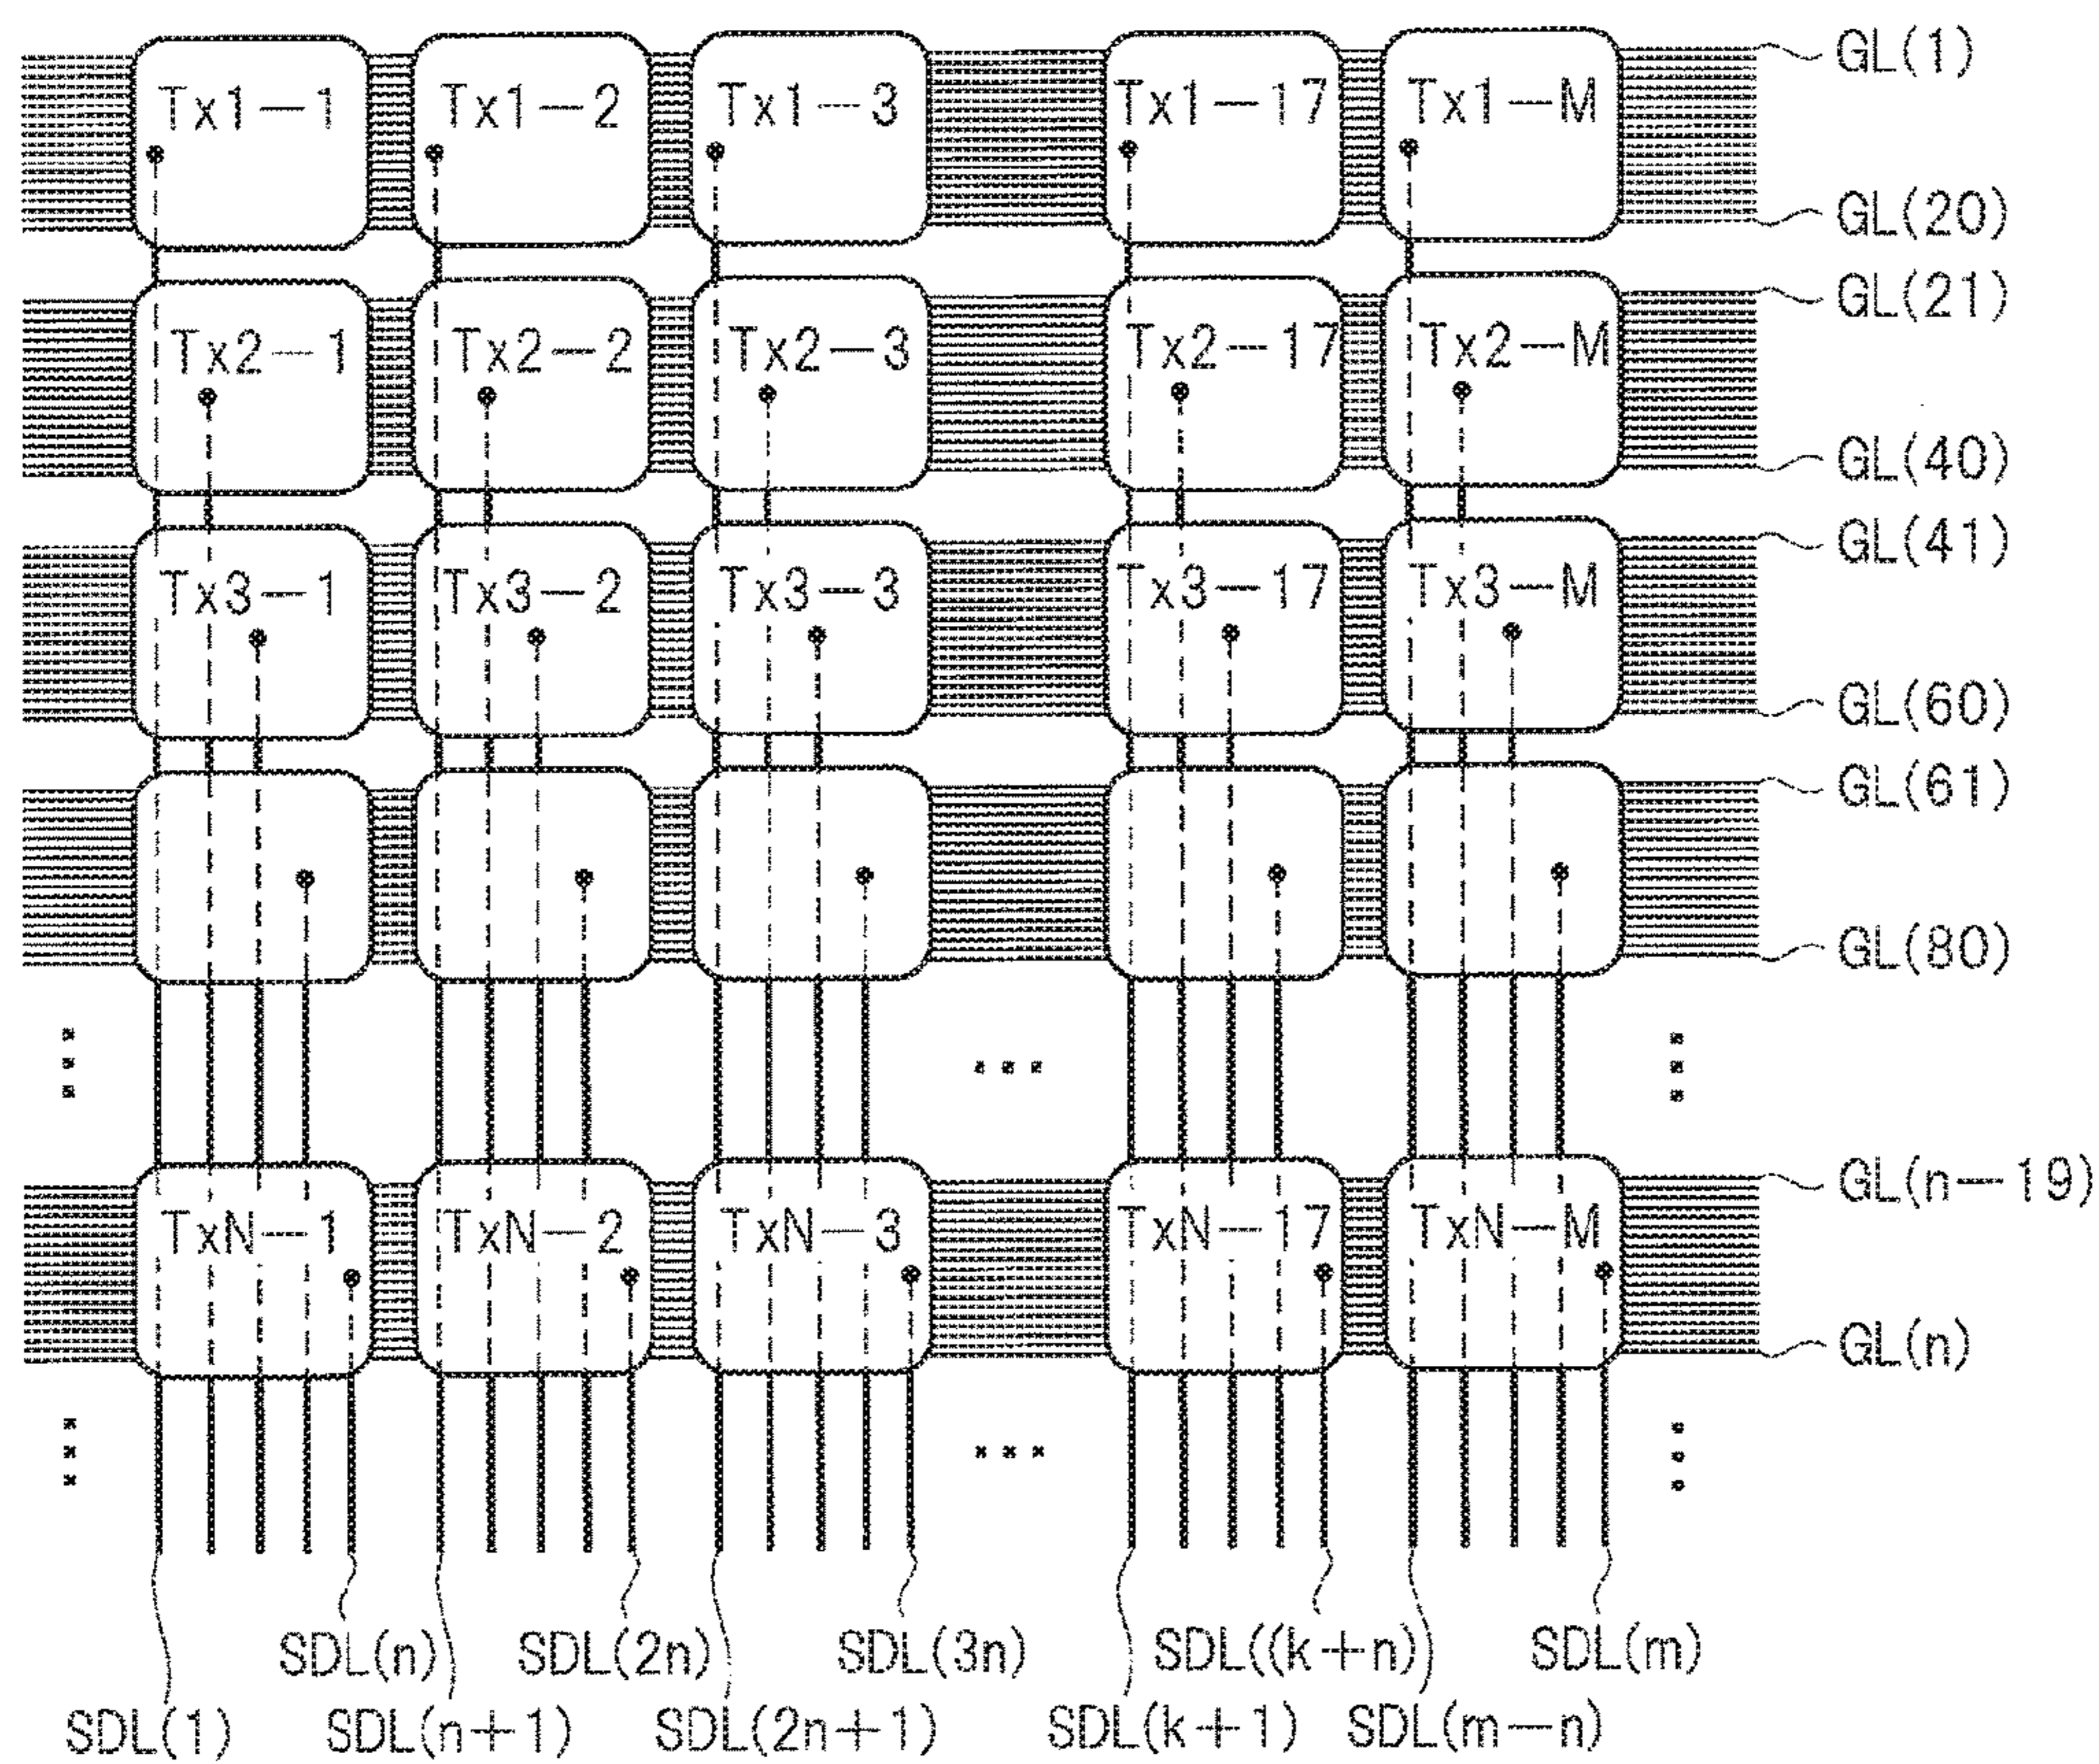 GL(1)
Tx1-1 Tx1-2 Tx1-3 Tx1-17 Tx1-M
GL(20)
GL(21)
Tx2-1 Tx2-2 Tx2-3 Tx2-17 Tx2-M
GL(40)
GL(41)
Tx3-1 Tx3-2 Tx3-3 Tx3-17 Tx3-M
GL(60)
GL(61)
GL(80)
GL(n-19)
TxN-1 TxN-2 TxN-3 TxN-17 TxN-M
GL(n)
SDL(n) SDL(2n) SDL(3n) SDL((k+n) SDL(m)
SDL(1) SDL(n+1) SDL(2n+1) SDL(k+1) SDL(m-n)